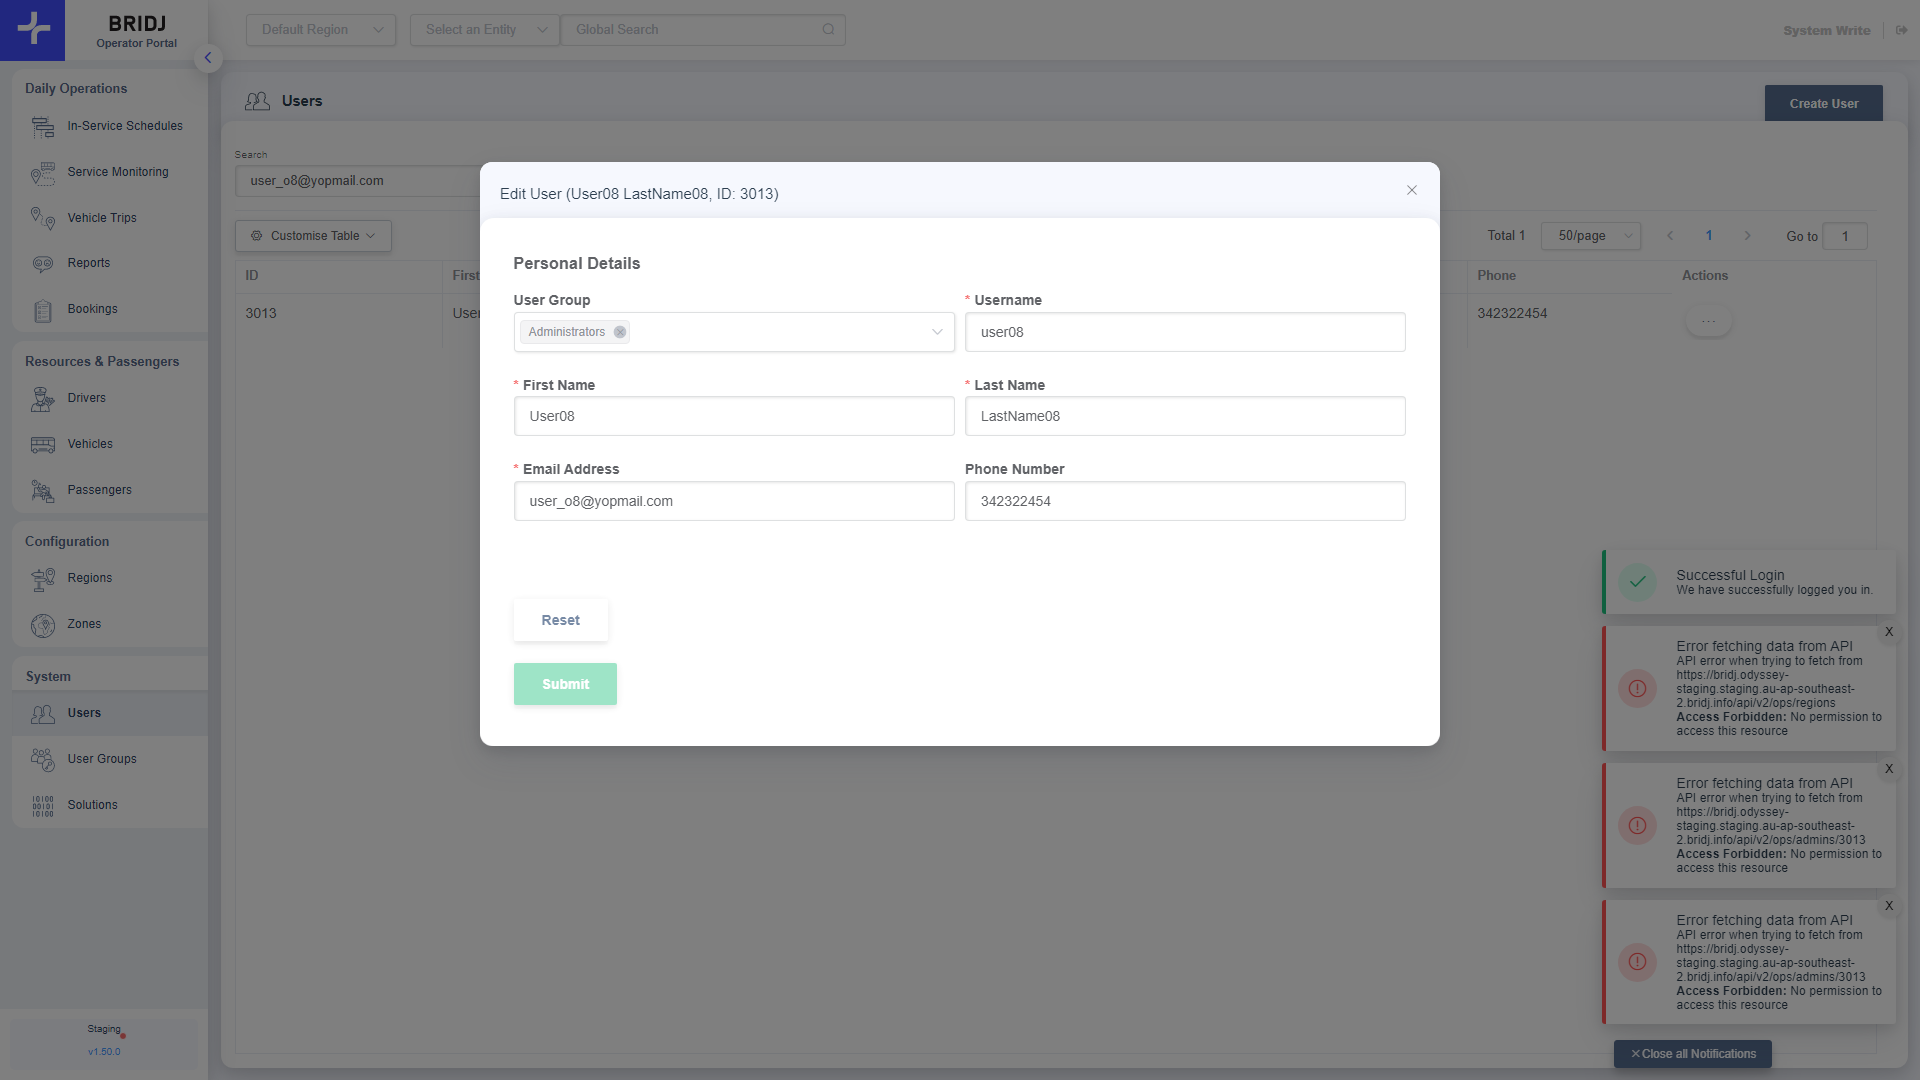 BRIDJ
Operator Portal
Default Region
Select an Entity
Global Search
System Write
Daily Operations
In-Service Schedules
Service Monitoring
Vehicle Trips
Reports
Bookings
Resources & Passengers
Drivers
Vehicles
Passengers
Configuration
Regions
Zones
System
Users
User Groups
Solutions
Staging
v1.50.0
Users
Create User
Search
user_o8@yopmail.com
Customise Table
Total 1
50/page
1
Go to
1
ID
First
Phone
Actions
3013
User
342322454
...
Edit User (User08 LastName08, ID: 3013)
Personal Details
User Group
* Username
Administrators
user08
* First Name
* Last Name
User08
LastName08
* Email Address
Phone Number
user_o8@yopmail.com
342322454
Reset
Submit
Successful Login
We have successfully logged you in.
X
Error fetching data from API
API error when trying to fetch from
https://bridj.odyssey-
staging.staging.au-ap-southeast-
2.bridj.info/api/v2/ops/regions
Access Forbidden: No permission to
access this resource
X
Error fetching data from API
API error when trying to fetch from
https://bridj.odyssey-
staging.staging.au-ap-southeast-
2.bridj.info/api/v2/ops/admins/3013
Access Forbidden: No permission to
access this resource
X
Error fetching data from API
API error when trying to fetch from
https://bridj.odyssey-
staging.staging.au-ap-southeast-
2.bridj.info/api/v2/ops/admins/3013
Access Forbidden: No permission to
access this resource
Close all Notifications